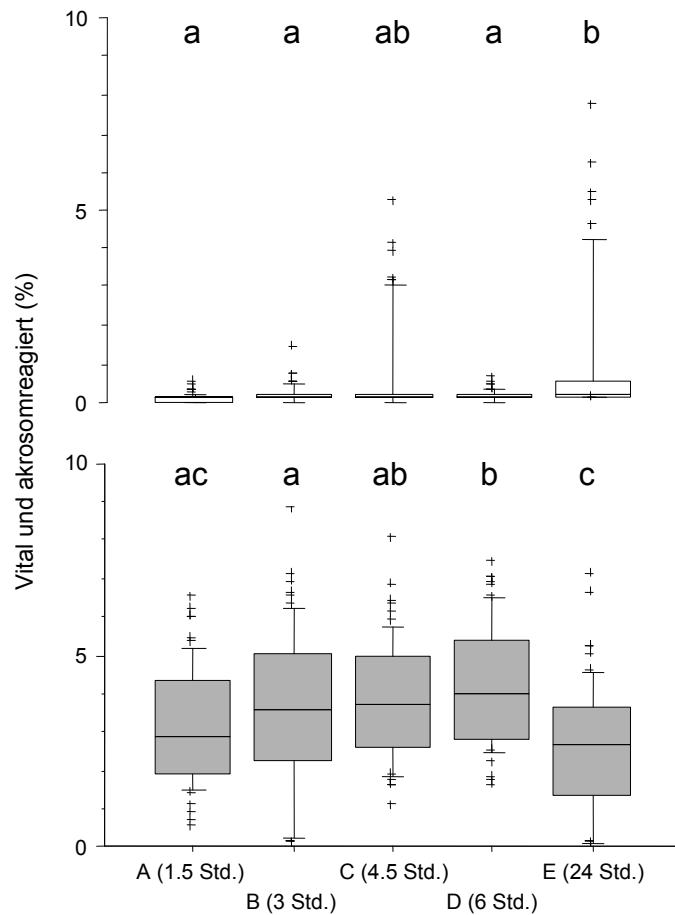 10
a a ab a b
5
0
Vital und akrosomreagiert (%)
10
ac a ab b c
5
0
A (1.5 Std.) C (4.5 Std.) E (24 Std.)
B (3 Std.) D (6 Std.)